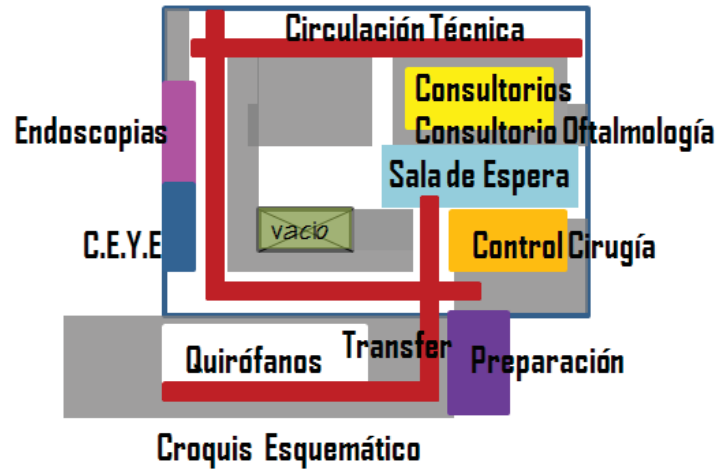 Circulación Técnica
Consultorios
Endoscopias
Consultorio Oftalmología
Sala de Espera
vacio
C.E.Y.E
Control Cirugía
Quirófanos
Transfer
Preparación
Croquis Esquemático